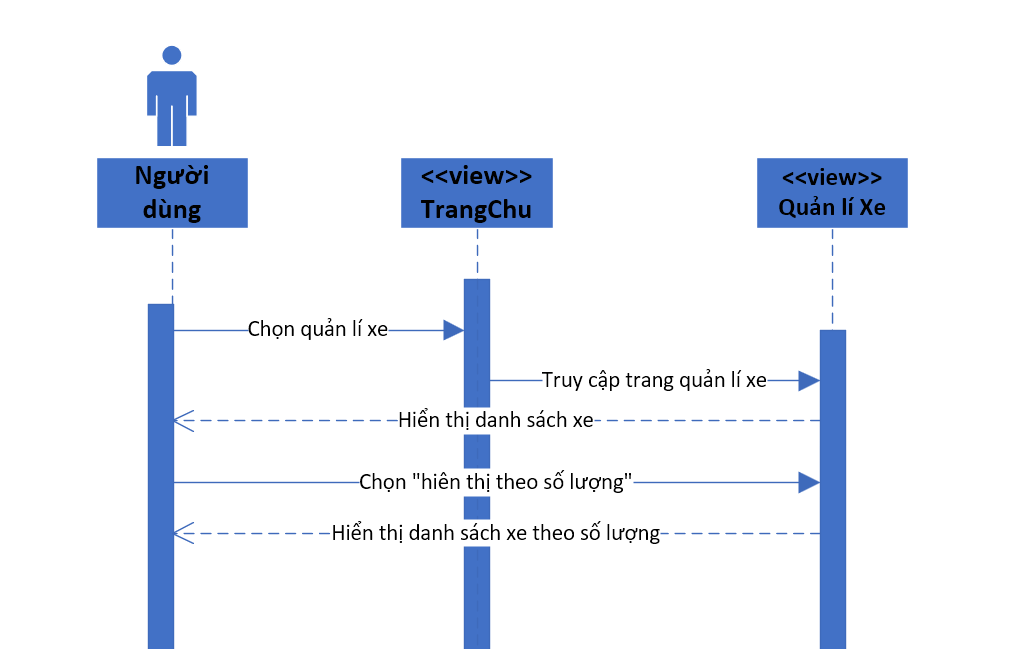 Người
dùng
<<view>>
TrangChu
<<view>>
Quản lí Xe
Chọn quản lí xe
Truy cập trang quản lí xe
Hiển thị danh sách xe
Chọn "hiên thị theo số lượng"
Hiển thị danh sách xe theo số lượng